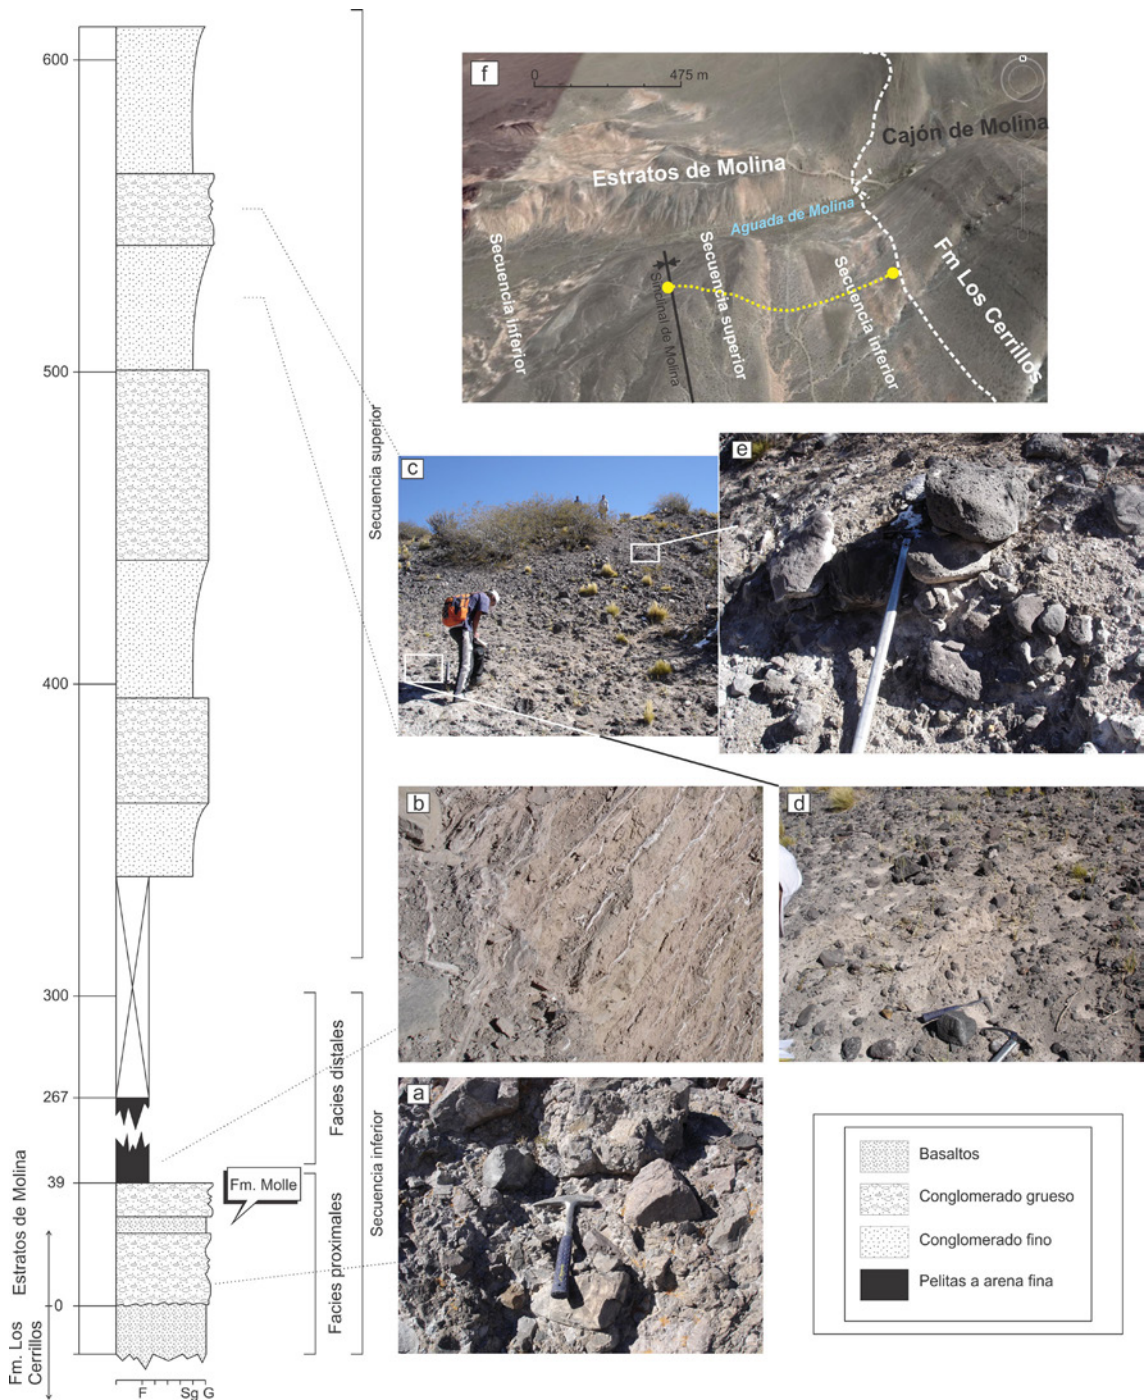 600
500
400
300
267
39
0
Estratos de Molina
Fm. Los
Cerrillos
F
Sg
G
Secuencia superior
Facies distales
Facies proximales
Secuencia inferior
Fm. Molle
f
0
475 m
Cajón de Molina
Estratos de Molina
Aguada de Molina
Secuencia inferior
Sinclinal de Molina
Secuencia superior
Secuencia inferior
Fm Los Cerrillos
c
e
b
d
a
Basaltos
Conglomerado grueso
Conglomerado fino
Pelitas a arena fina